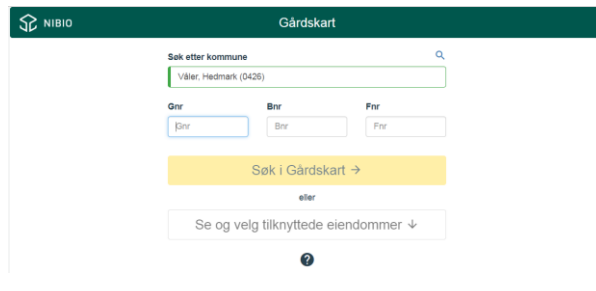 NIBIO
Gårdskart
Søk etter kommune
Våler, Hedmark (0426)
Gnr Bnr Fnr
Gnr Bnr Fnr
Søk i Gårdskart →
eller
Se og velg tilknyttede eiendommer ↓
?